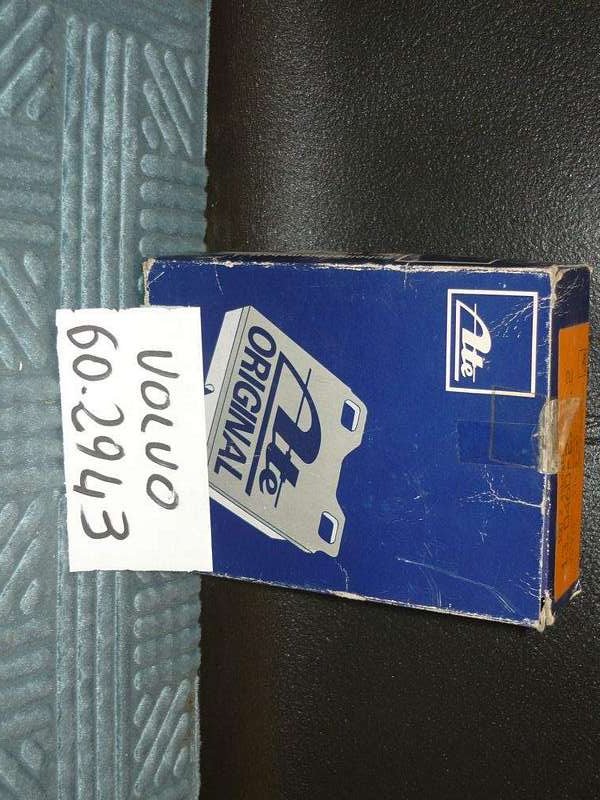 Ate
Ate
ORIGINAL
VOLVO
60.2943